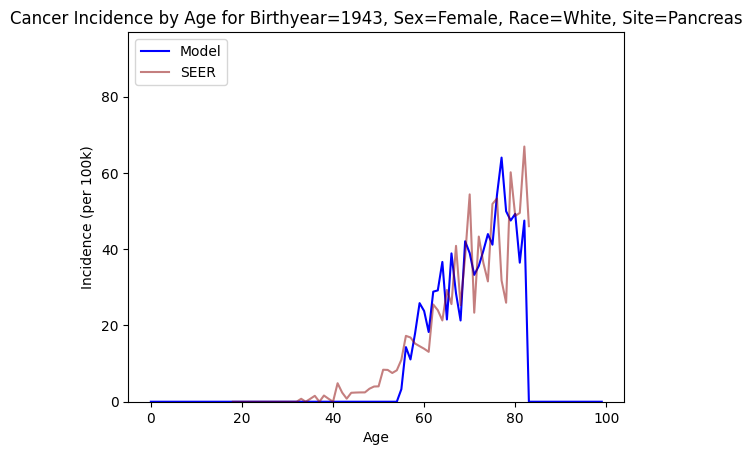 Cancer Incidence by Age for Birthyear=1943, Sex=Female, Race=White, Site=Pancreas
Model
SEER
80
60
40
20
0
Incidence (per 100k)
0 20 40 60 80 100
Age